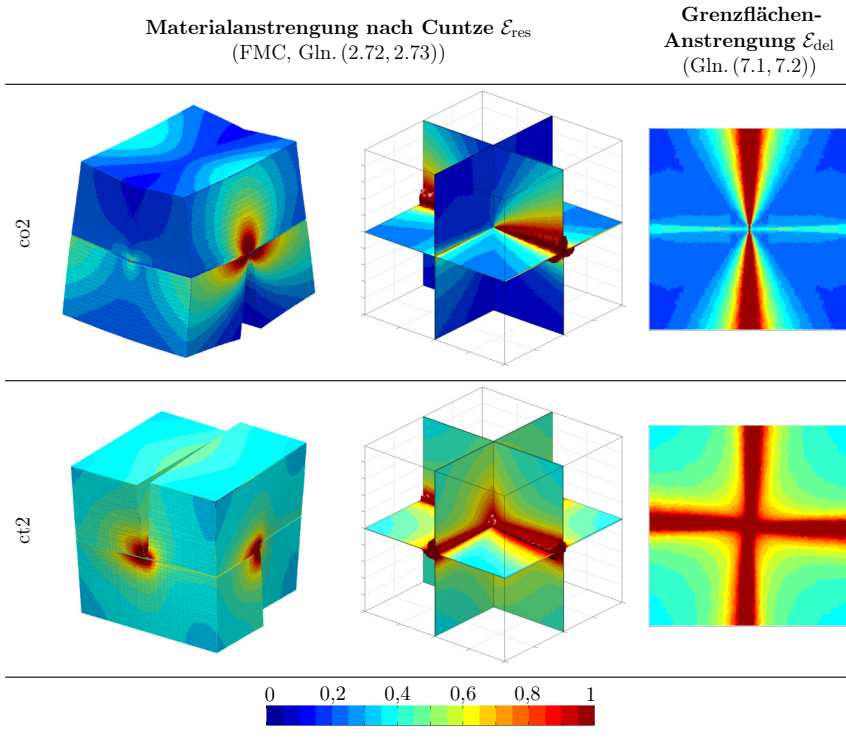 Materialanstrengung nach Cuntze ℰres
(FMC, Gln. (2.72, 2.73))
Grenzflächen-
Anstrengung ℰdel
(Gln. (7.1, 7.2))
co2
ct2
0 0,2 0,4 0,6 0,8 1